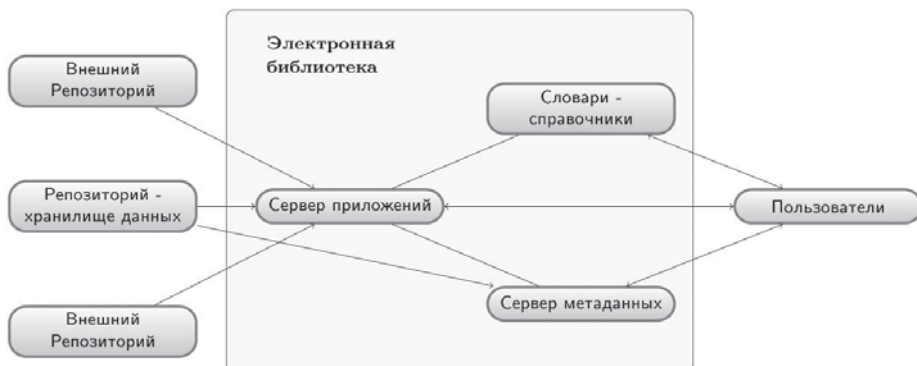 Электронная
библиотека
Внешний
Репозиторий
Словари -
справочники
Репозиторий -
хранилище данных
Сервер приложений
Пользователи
Сервер метаданных
Внешний
Репозиторий